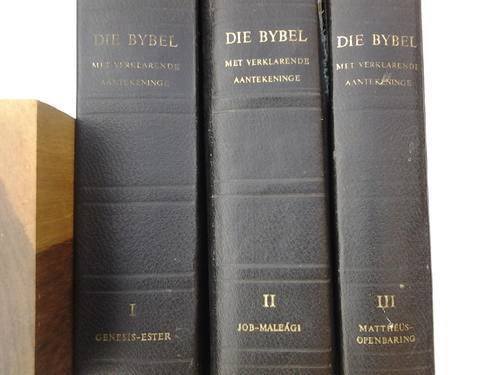 DIE BYBEL
MET VERKLARENDE
AANTEKENINGE
I
GENESIS-ESTER
DIE BYBEL
MET VERKLARENDE
AANTEKENINGE
II
JOB-MALEÁGI
DIE BYBEL
MET VERKLARENDE
AANTEKENINGE
III
MATTHÉUS-
OPENBARING